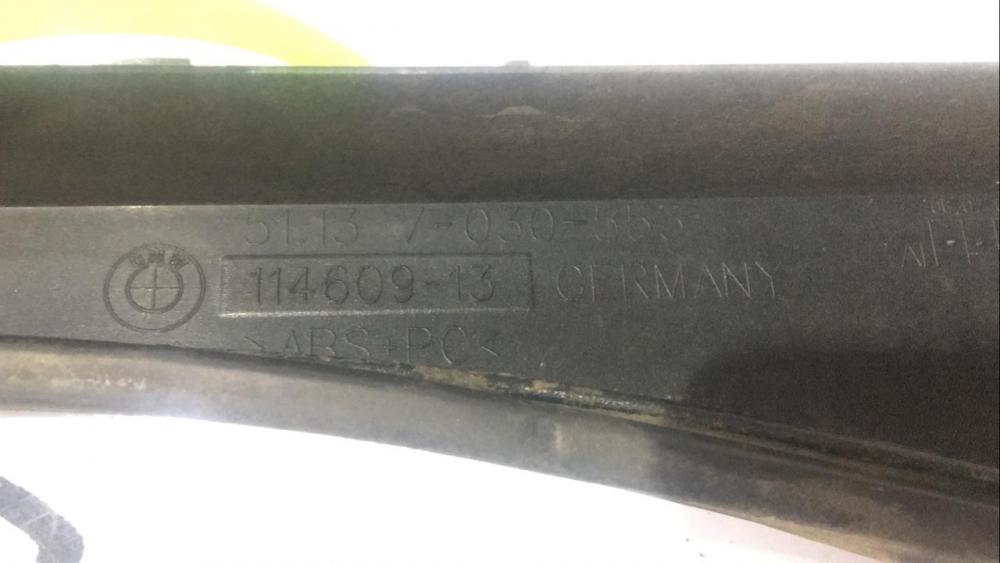 51.13 7-030-553
BMW
114609-13 GERMANY
>ABS+PC<